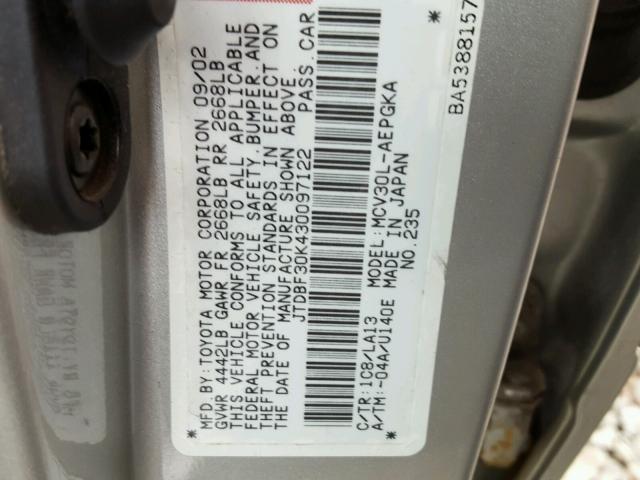 MFD. BY: TOYOTA MOTOR CORPORATION 09/02
GVWR 4442LB GAWR FR 2668LB RR 2668LB
THIS VEHICLE CONFORMS TO ALL APPLICABLE
FEDERAL MOTOR VEHICLE SAFETY, BUMPER, AND
THEFT PREVENTION STANDARDS IN EFFECT ON
THE DATE OF MANUFACTURE SHOWN ABOVE.
JTDBF30K430097122 PASS. CAR
C/TR: 1C8/LA13 MODEL: MCV30L-AEPGKA
A/TM: -04A/U140E MADE IN JAPAN
NO. 235
BA5388157